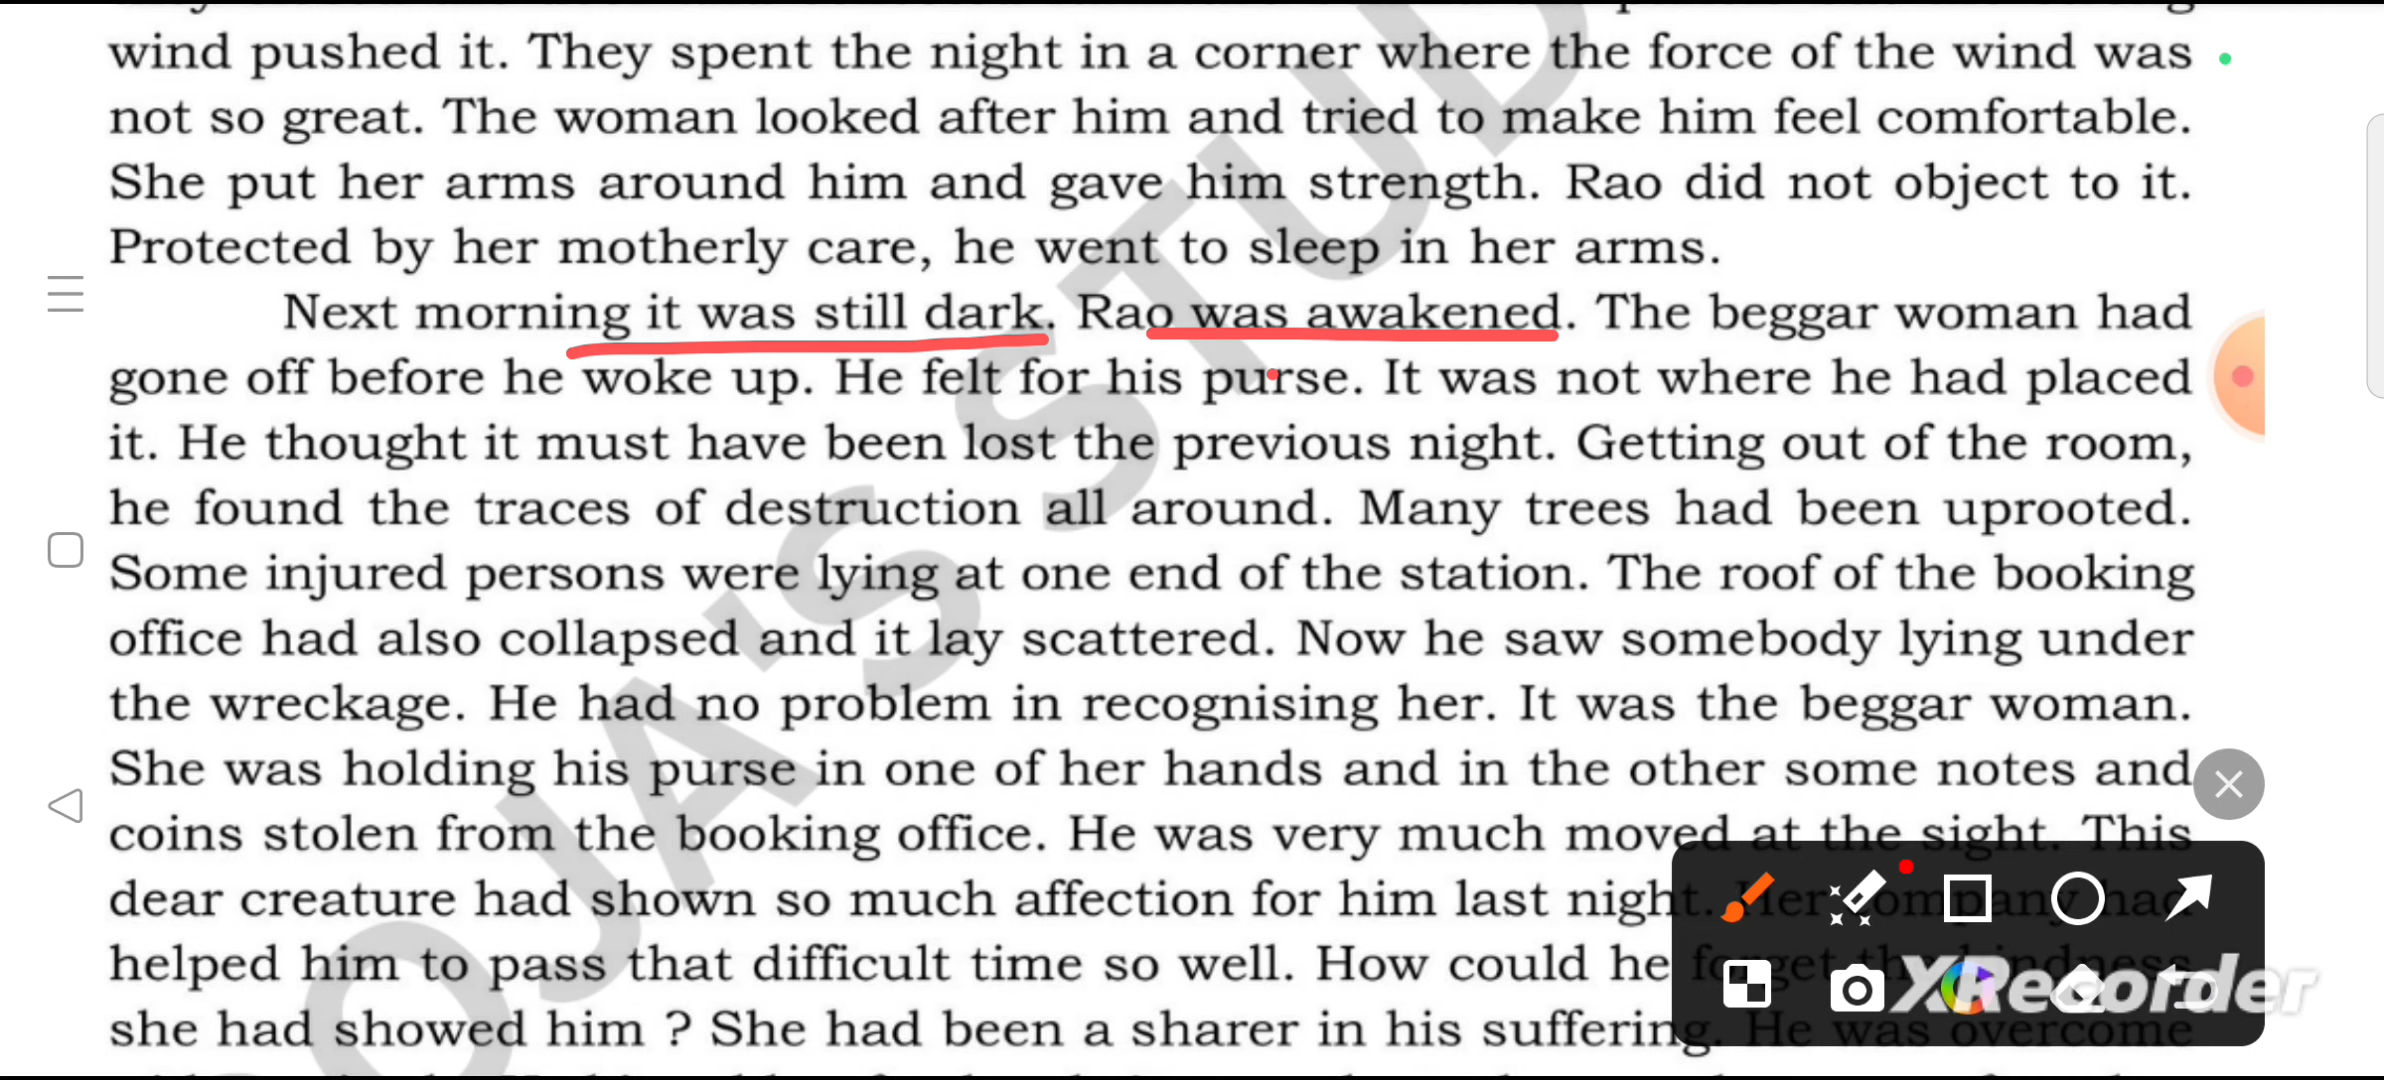 wind pushed it. They spent the night in a corner where the force of the wind was
not so great. The woman looked after him and tried to make him feel comfortable.
She put her arms around him and gave him strength. Rao did not object to it.
Protected by her motherly care, he went to sleep in her arms.
Next morning it was still dark. Rao was awakened. The beggar woman had
gone off before he woke up. He felt for his purse. It was not where he had placed
it. He thought it must have been lost the previous night. Getting out of the room,
he found the traces of destruction all around. Many trees had been uprooted.
Some injured persons were lying at one end of the station. The roof of the booking
office had also collapsed and it lay scattered. Now he saw somebody lying under
the wreckage. He had no problem in recognising her. It was the beggar woman.
She was holding his purse in one of her hands and in the other some notes and
coins stolen from the booking office. He was very much moved at the sight. This
dear creature had shown so much affection for him last night. Her company had
helped him to pass that difficult time so well. How could he forget the kindness
she had showed him ? She had been a sharer in his suffering. He was overcome
OJA'S STUD
XRecorder